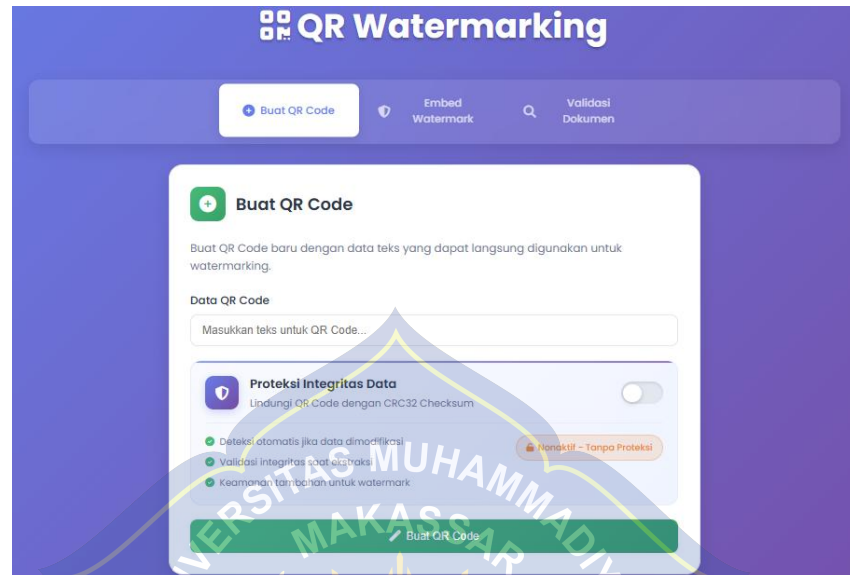 QR Watermarking
Buat QR Code
Embed
Watermark
Validasi
Dokumen
Buat QR Code
Buat QR Code baru dengan data teks yang dapat langsung digunakan untuk
watermarking.
Data QR Code
Masukkan teks untuk QR Code...
Proteksi Integritas Data
Lindungi QR Code dengan CRC32 Checksum
Deteksi otomatis jika data dimodifikasi
Validasi integritas saat ekstraksi
Keamanan tambahan untuk watermark
Nonaktif - Tanpa Proteksi
Buat QR Code
MUHAMMADIY
MAKASSAR